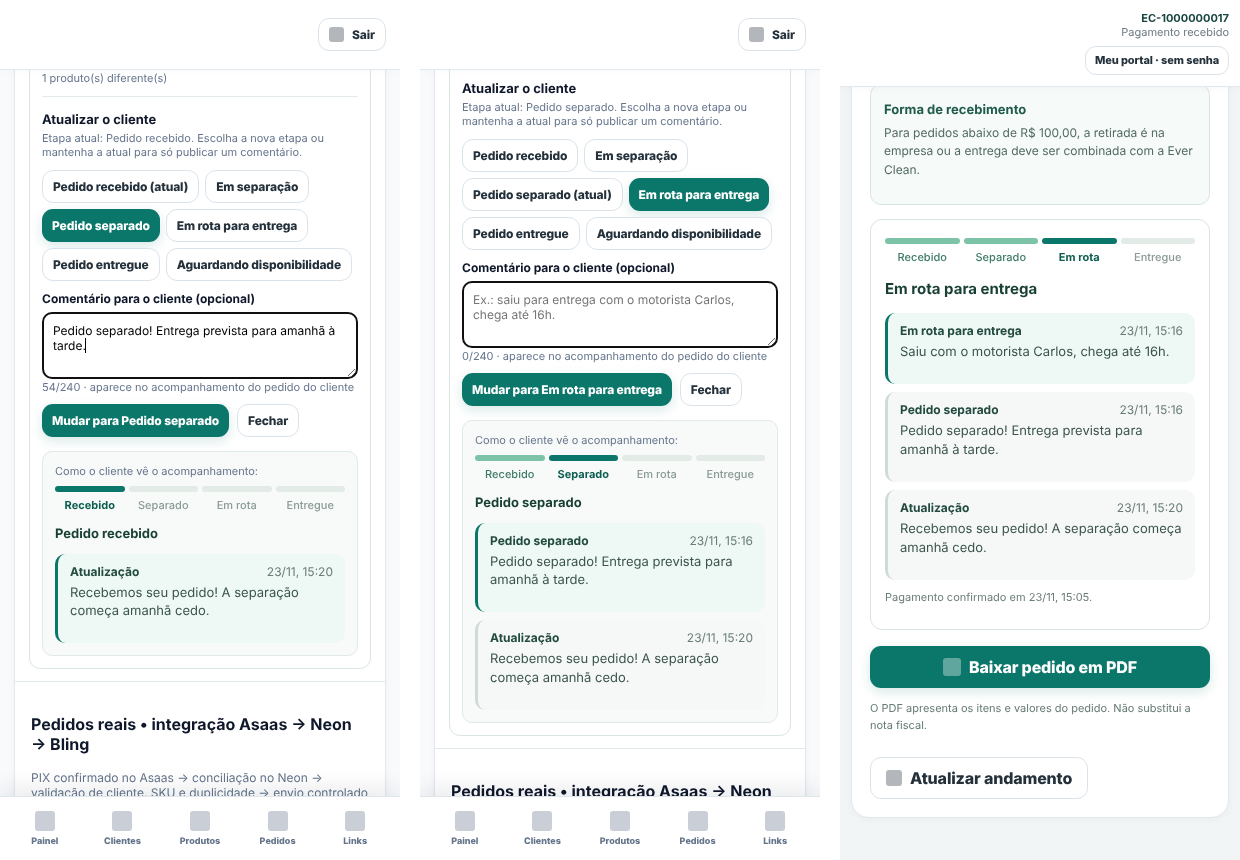 Sair
1 produto(s) diferente(s)
Atualizar o cliente
Etapa atual: Pedido recebido. Escolha a nova etapa ou
mantenha a atual para só publicar um comentário.
Pedido recebido (atual)
Em separação
Pedido separado
Em rota para entrega
Pedido entregue
Aguardando disponibilidade
Comentário para o cliente (opcional)
Pedido separado! Entrega prevista para amanhã à
tarde.
54/240 · aparece no acompanhamento do pedido do cliente
Mudar para Pedido separado
Fechar
Como o cliente vê o acompanhamento:
Recebido Separado Em rota Entregue
Pedido recebido
Atualização 23/11, 15:20
Recebemos seu pedido! A separação
começa amanhã cedo.
Pedidos reais • integração Asaas → Neon
→ Bling
PIX confirmado no Asaas → conciliação no Neon →
validação de cliente, SKU e duplicidade → envio controlado
Painel Clientes Produtos Pedidos Links
Sair
Atualizar o cliente
Etapa atual: Pedido separado. Escolha a nova etapa ou
mantenha a atual para só publicar um comentário.
Pedido recebido
Em separação
Pedido separado (atual)
Em rota para entrega
Pedido entregue
Aguardando disponibilidade
Comentário para o cliente (opcional)
Ex.: saiu para entrega com o motorista Carlos,
chega até 16h.
0/240 · aparece no acompanhamento do pedido do cliente
Mudar para Em rota para entrega
Fechar
Como o cliente vê o acompanhamento:
Recebido Separado Em rota Entregue
Pedido separado
Pedido separado 23/11, 15:16
Pedido separado! Entrega prevista para
amanhã à tarde.
Atualização 23/11, 15:20
Recebemos seu pedido! A separação
começa amanhã cedo.
Pedidos reais • integração Asaas → Neon
Painel Clientes Produtos Pedidos Links
EC-1000000017
Pagamento recebido
Meu portal · sem senha
Forma de recebimento
Para pedidos abaixo de R$ 100,00, a retirada é na
empresa ou a entrega deve ser combinada com a Ever
Clean.
Recebido Separado Em rota Entregue
Em rota para entrega
Em rota para entrega 23/11, 15:16
Saiu com o motorista Carlos, chega até 16h.
Pedido separado 23/11, 15:16
Pedido separado! Entrega prevista para
amanhã à tarde.
Atualização 23/11, 15:20
Recebemos seu pedido! A separação começa
amanhã cedo.
Pagamento confirmado em 23/11, 15:05.
Baixar pedido em PDF
O PDF apresenta os itens e valores do pedido. Não substitui a
nota fiscal.
Atualizar andamento